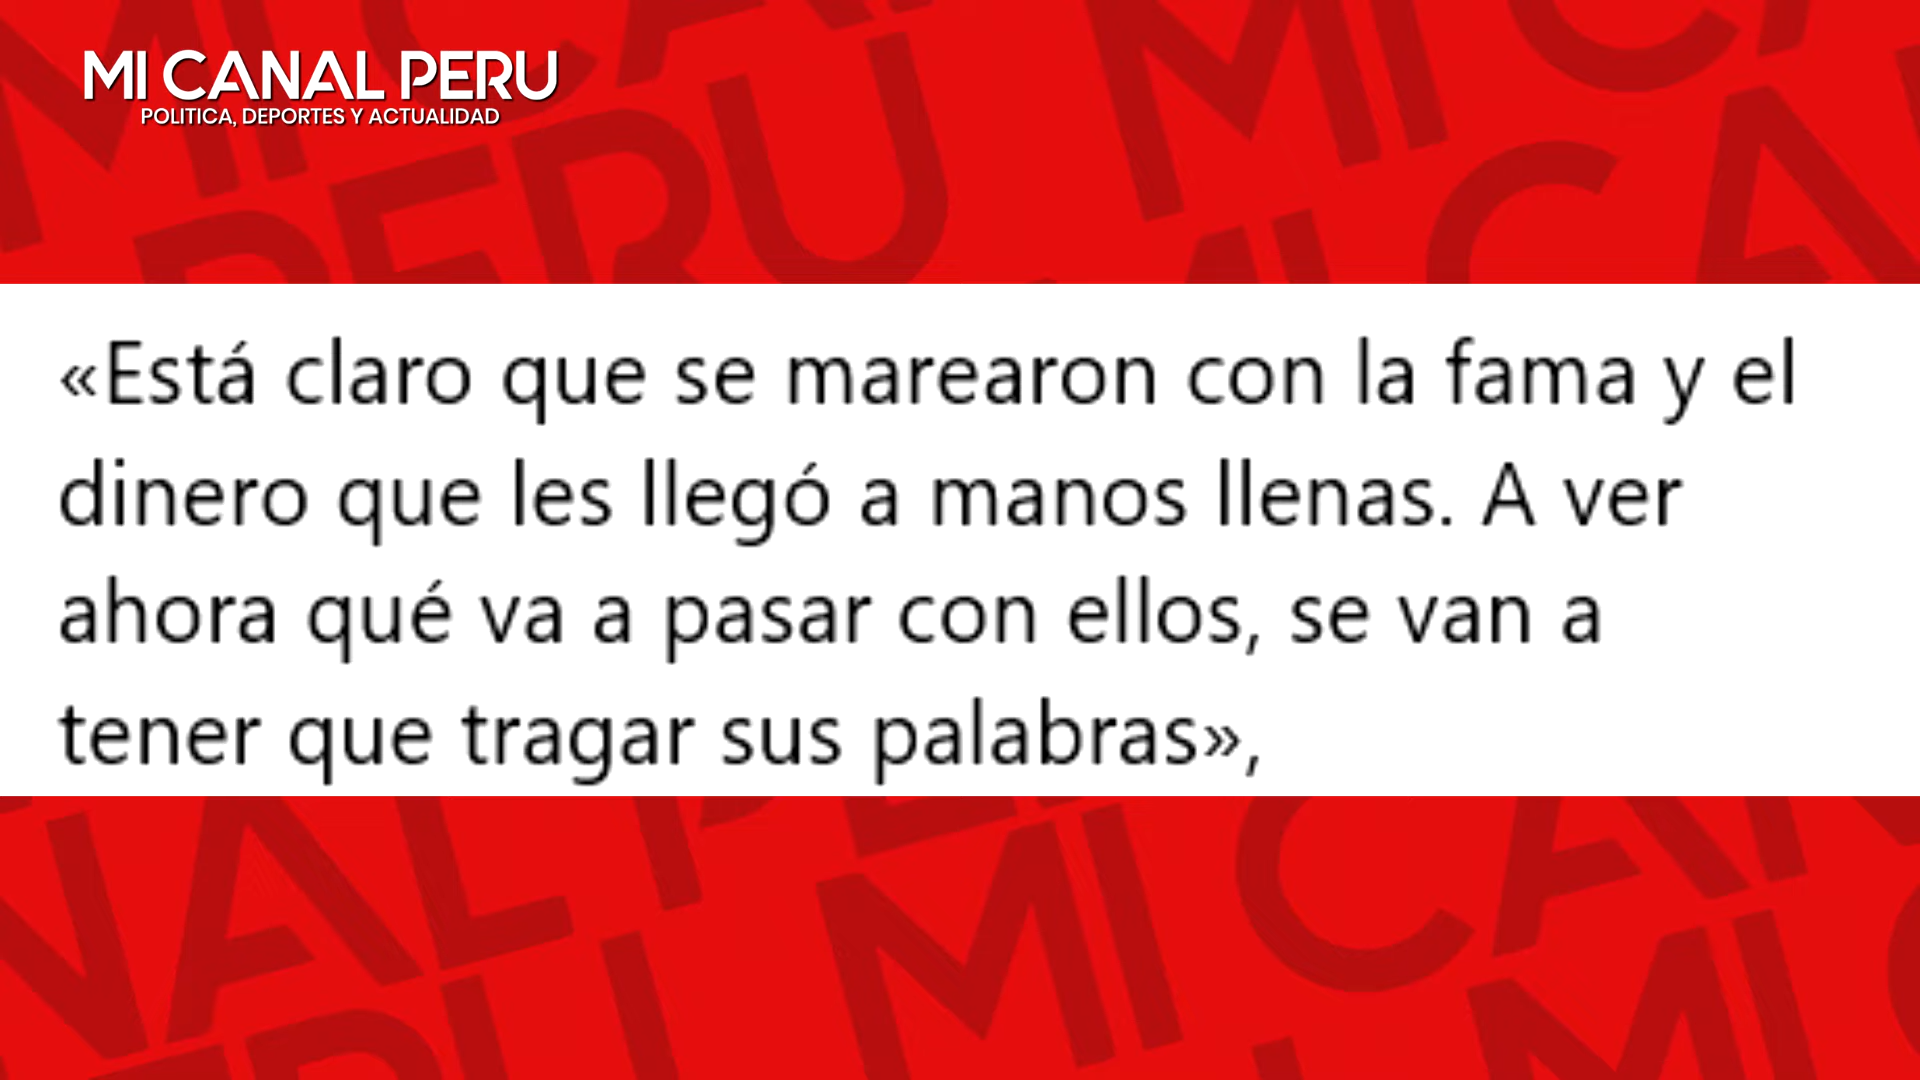 MI CANAL PERU
POLITICA, DEPORTES Y ACTUALIDAD
«Está claro que se marearon con la fama y el
dinero que les llegó a manos llenas. A ver
ahora qué va a pasar con ellos, se van a
tener que tragar sus palabras»,